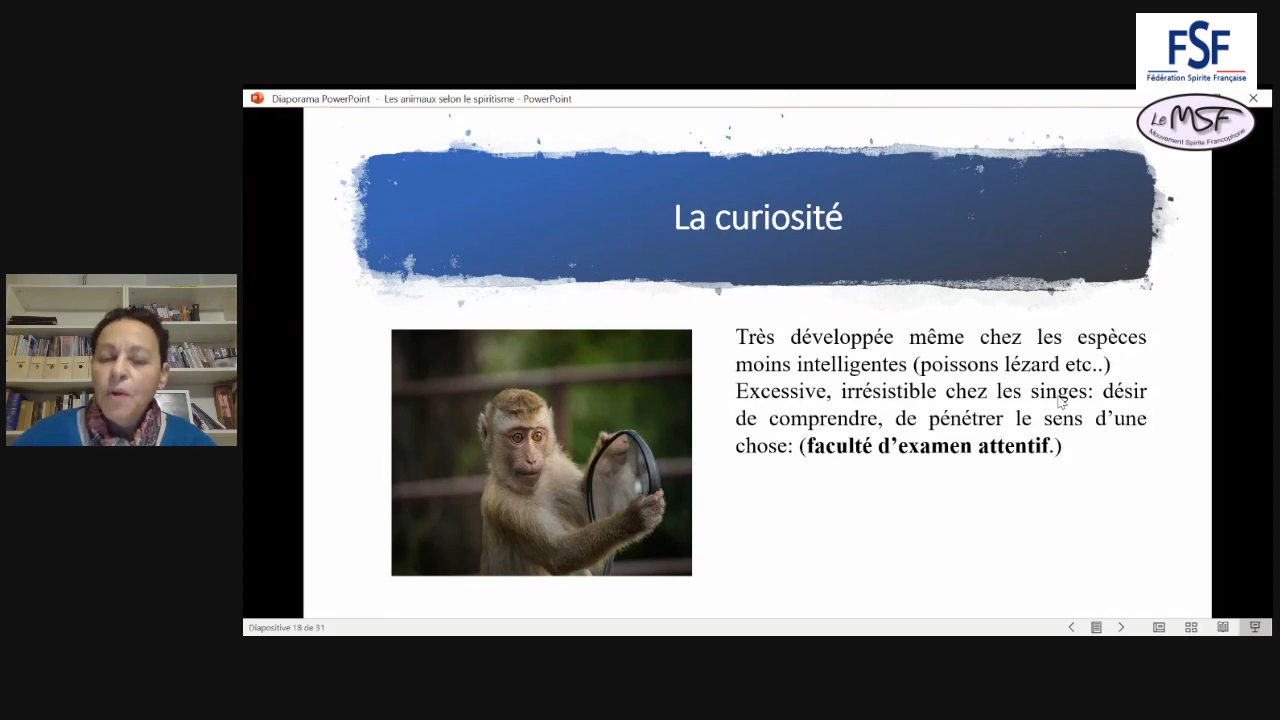 FSF
Fédération Spirite Française
Diaporama PowerPoint - Les animaux selon le spiritisme - PowerPoint
Le MSF
Mouvement Spirite Francophone
La curiosité
Très développée même chez les espèces
moins intelligentes (poissons lézard etc..)
Excessive, irrésistible chez les singes: désir
de comprendre, de pénétrer le sens d’une
chose: (faculté d’examen attentif.)
Diapositive 18 de 31